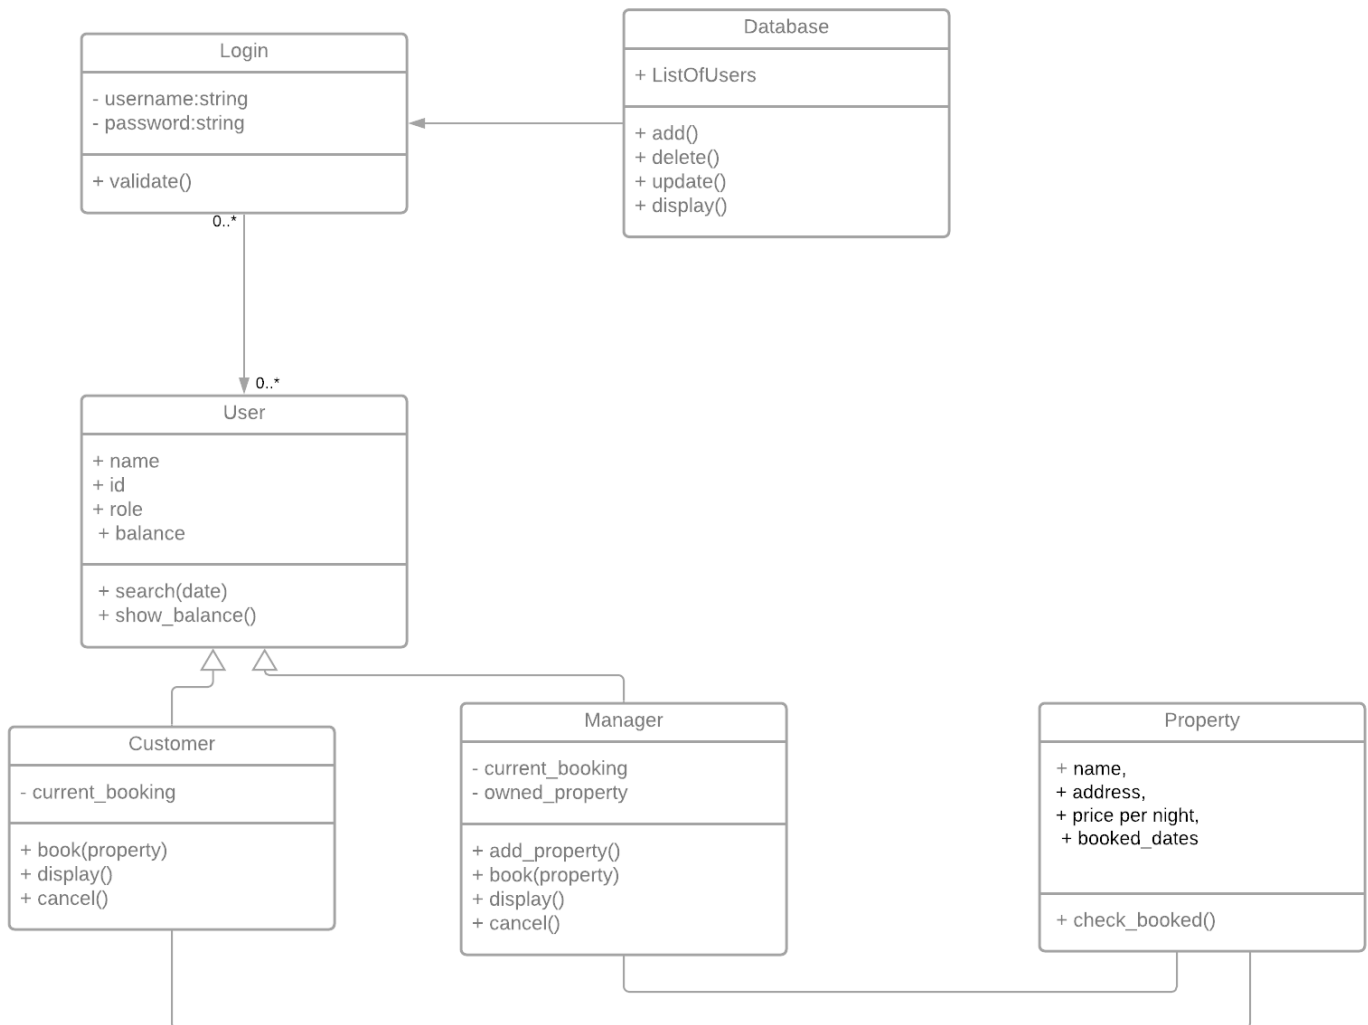 Login
- username:string
- password:string
+ validate()
Database
+ ListOfUsers
+ add()
+ delete()
+ update()
+ display()
0..*
0..*
User
+ name
+ id
+ role
+ balance
+ search(date)
+ show_balance()
Customer
- current_booking
+ book(property)
+ display()
+ cancel()
Manager
- current_booking
- owned_property
+ add_property()
+ book(property)
+ display()
+ cancel()
Property
+ name,
+ address,
+ price per night,
+ booked_dates
+ check_booked()